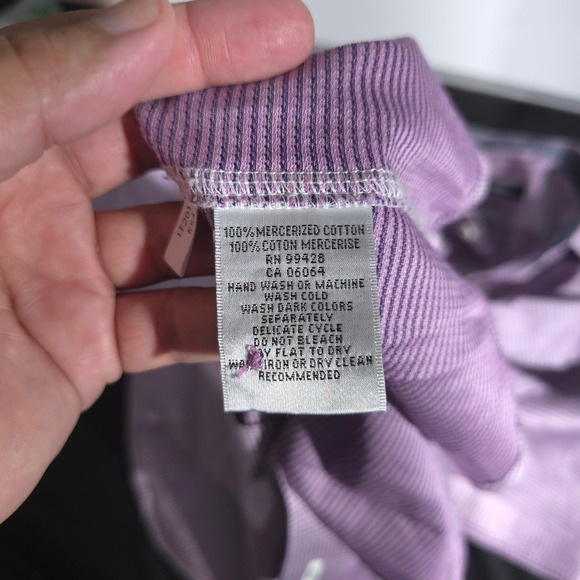 100% MERCERIZED COTTON
100% COTON MERCERISE
RN 99428
CA 06064
HAND WASH OR MACHINE
WASH COLD
WASH DARK COLORS
SEPARATELY
DELICATE CYCLE
DO NOT BLEACH
FLAT TO DRY
IRON OR DRY CLEAN
RECOMMENDED